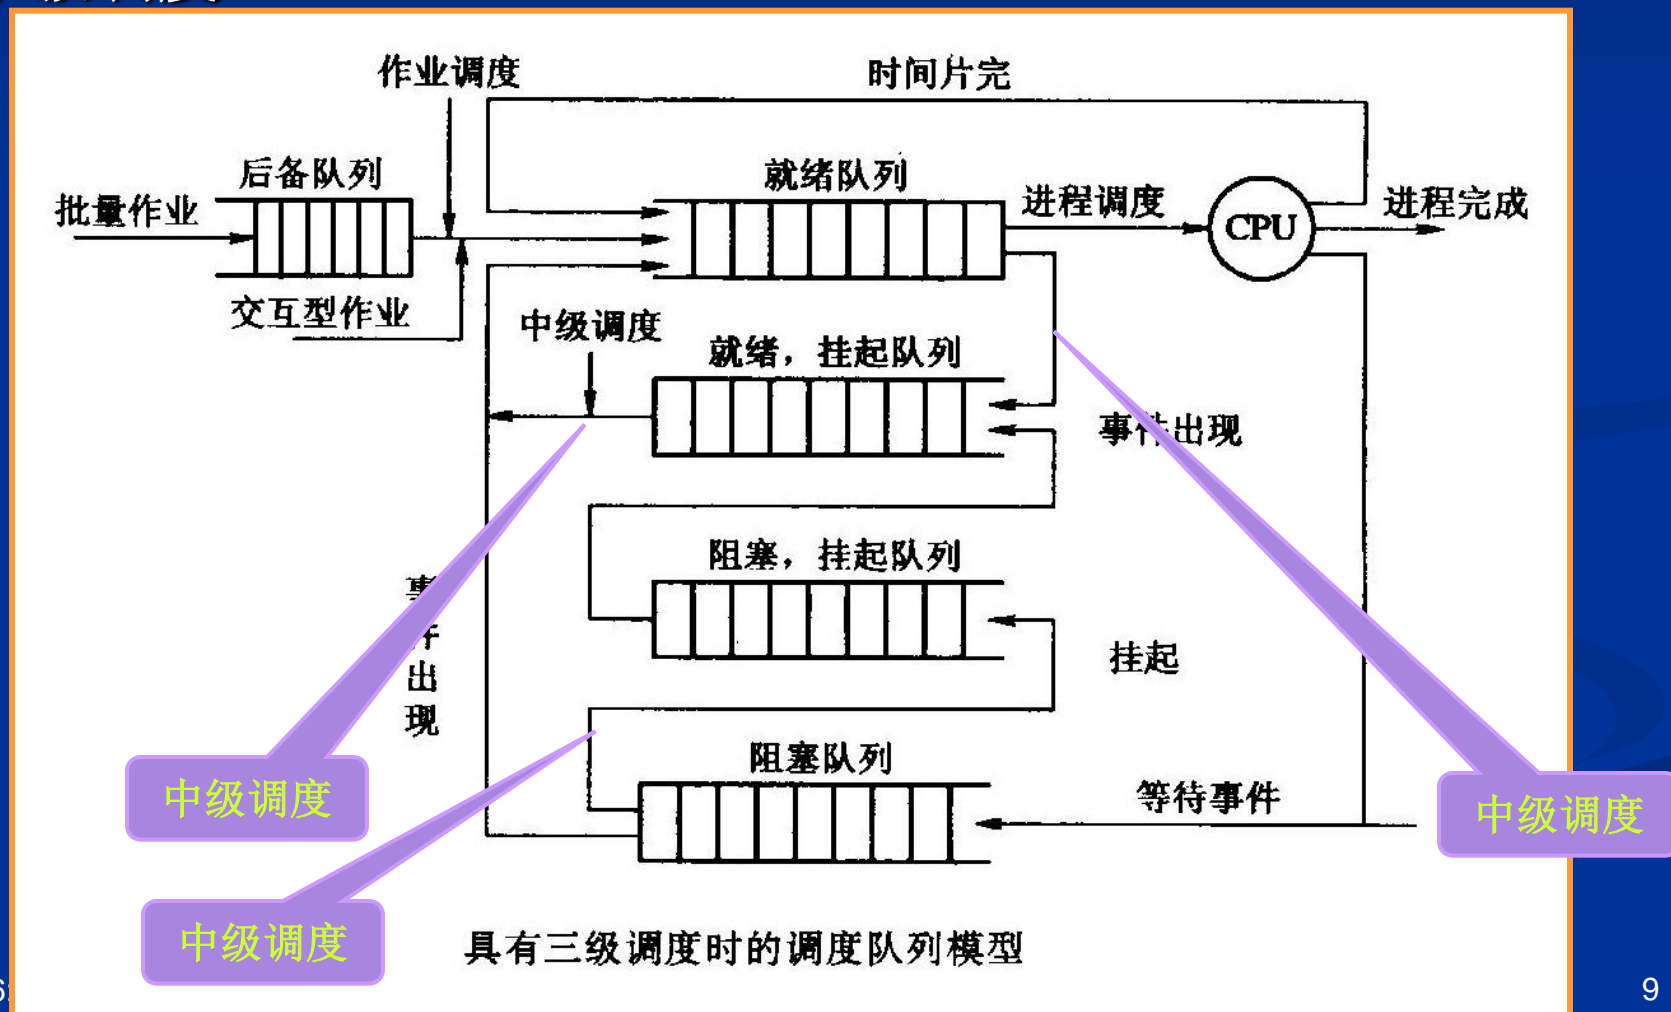 作业调度
时间片完
后备队列
就绪队列
批量作业
进程调度
CPU
进程完成
交互型作业
中级调度
就绪，挂起队列
事件出现
阻塞，挂起队列
事件出现
挂起
阻塞队列
等待事件
中级调度
中级调度
中级调度
具有三级调度时的调度队列模型
9